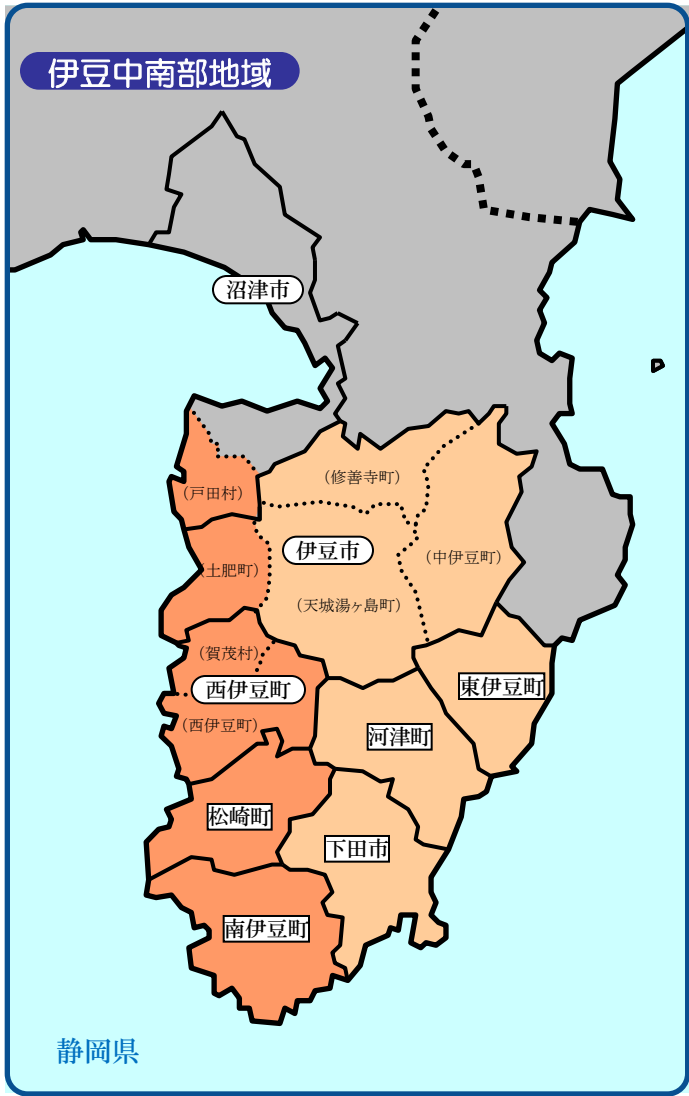 伊豆中南部地域
沼津市
（修善寺町）
（戸田村）
伊豆市
（中伊豆町）
（土肥町）
（天城湯ヶ島町）
（賀茂村）
西伊豆町
東伊豆町
（西伊豆町）
河津町
松崎町
下田市
南伊豆町
静岡県